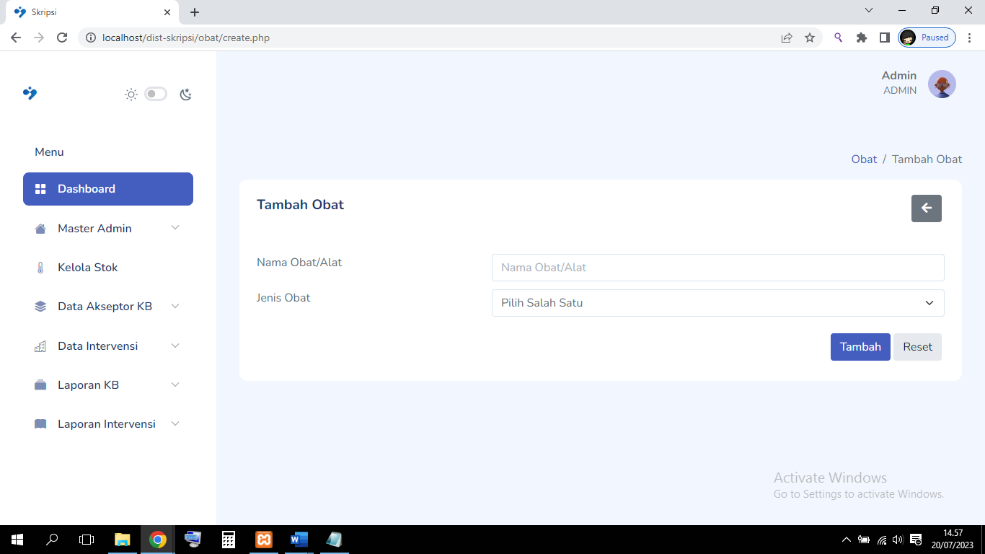 Skripsi
localhost/dist-skripsi/obat/create.php
Paused
Admin
ADMIN
Menu
Obat / Tambah Obat
Dashboard
Tambah Obat
Master Admin
Nama Obat/Alat
Nama Obat/Alat
Kelola Stok
Jenis Obat
Pilih Salah Satu
Data Akseptor KB
Data Intervensi
Tambah
Reset
Laporan KB
Laporan Intervensi
Activate Windows
Go to Settings to activate Windows.
14.57
20/07/2023